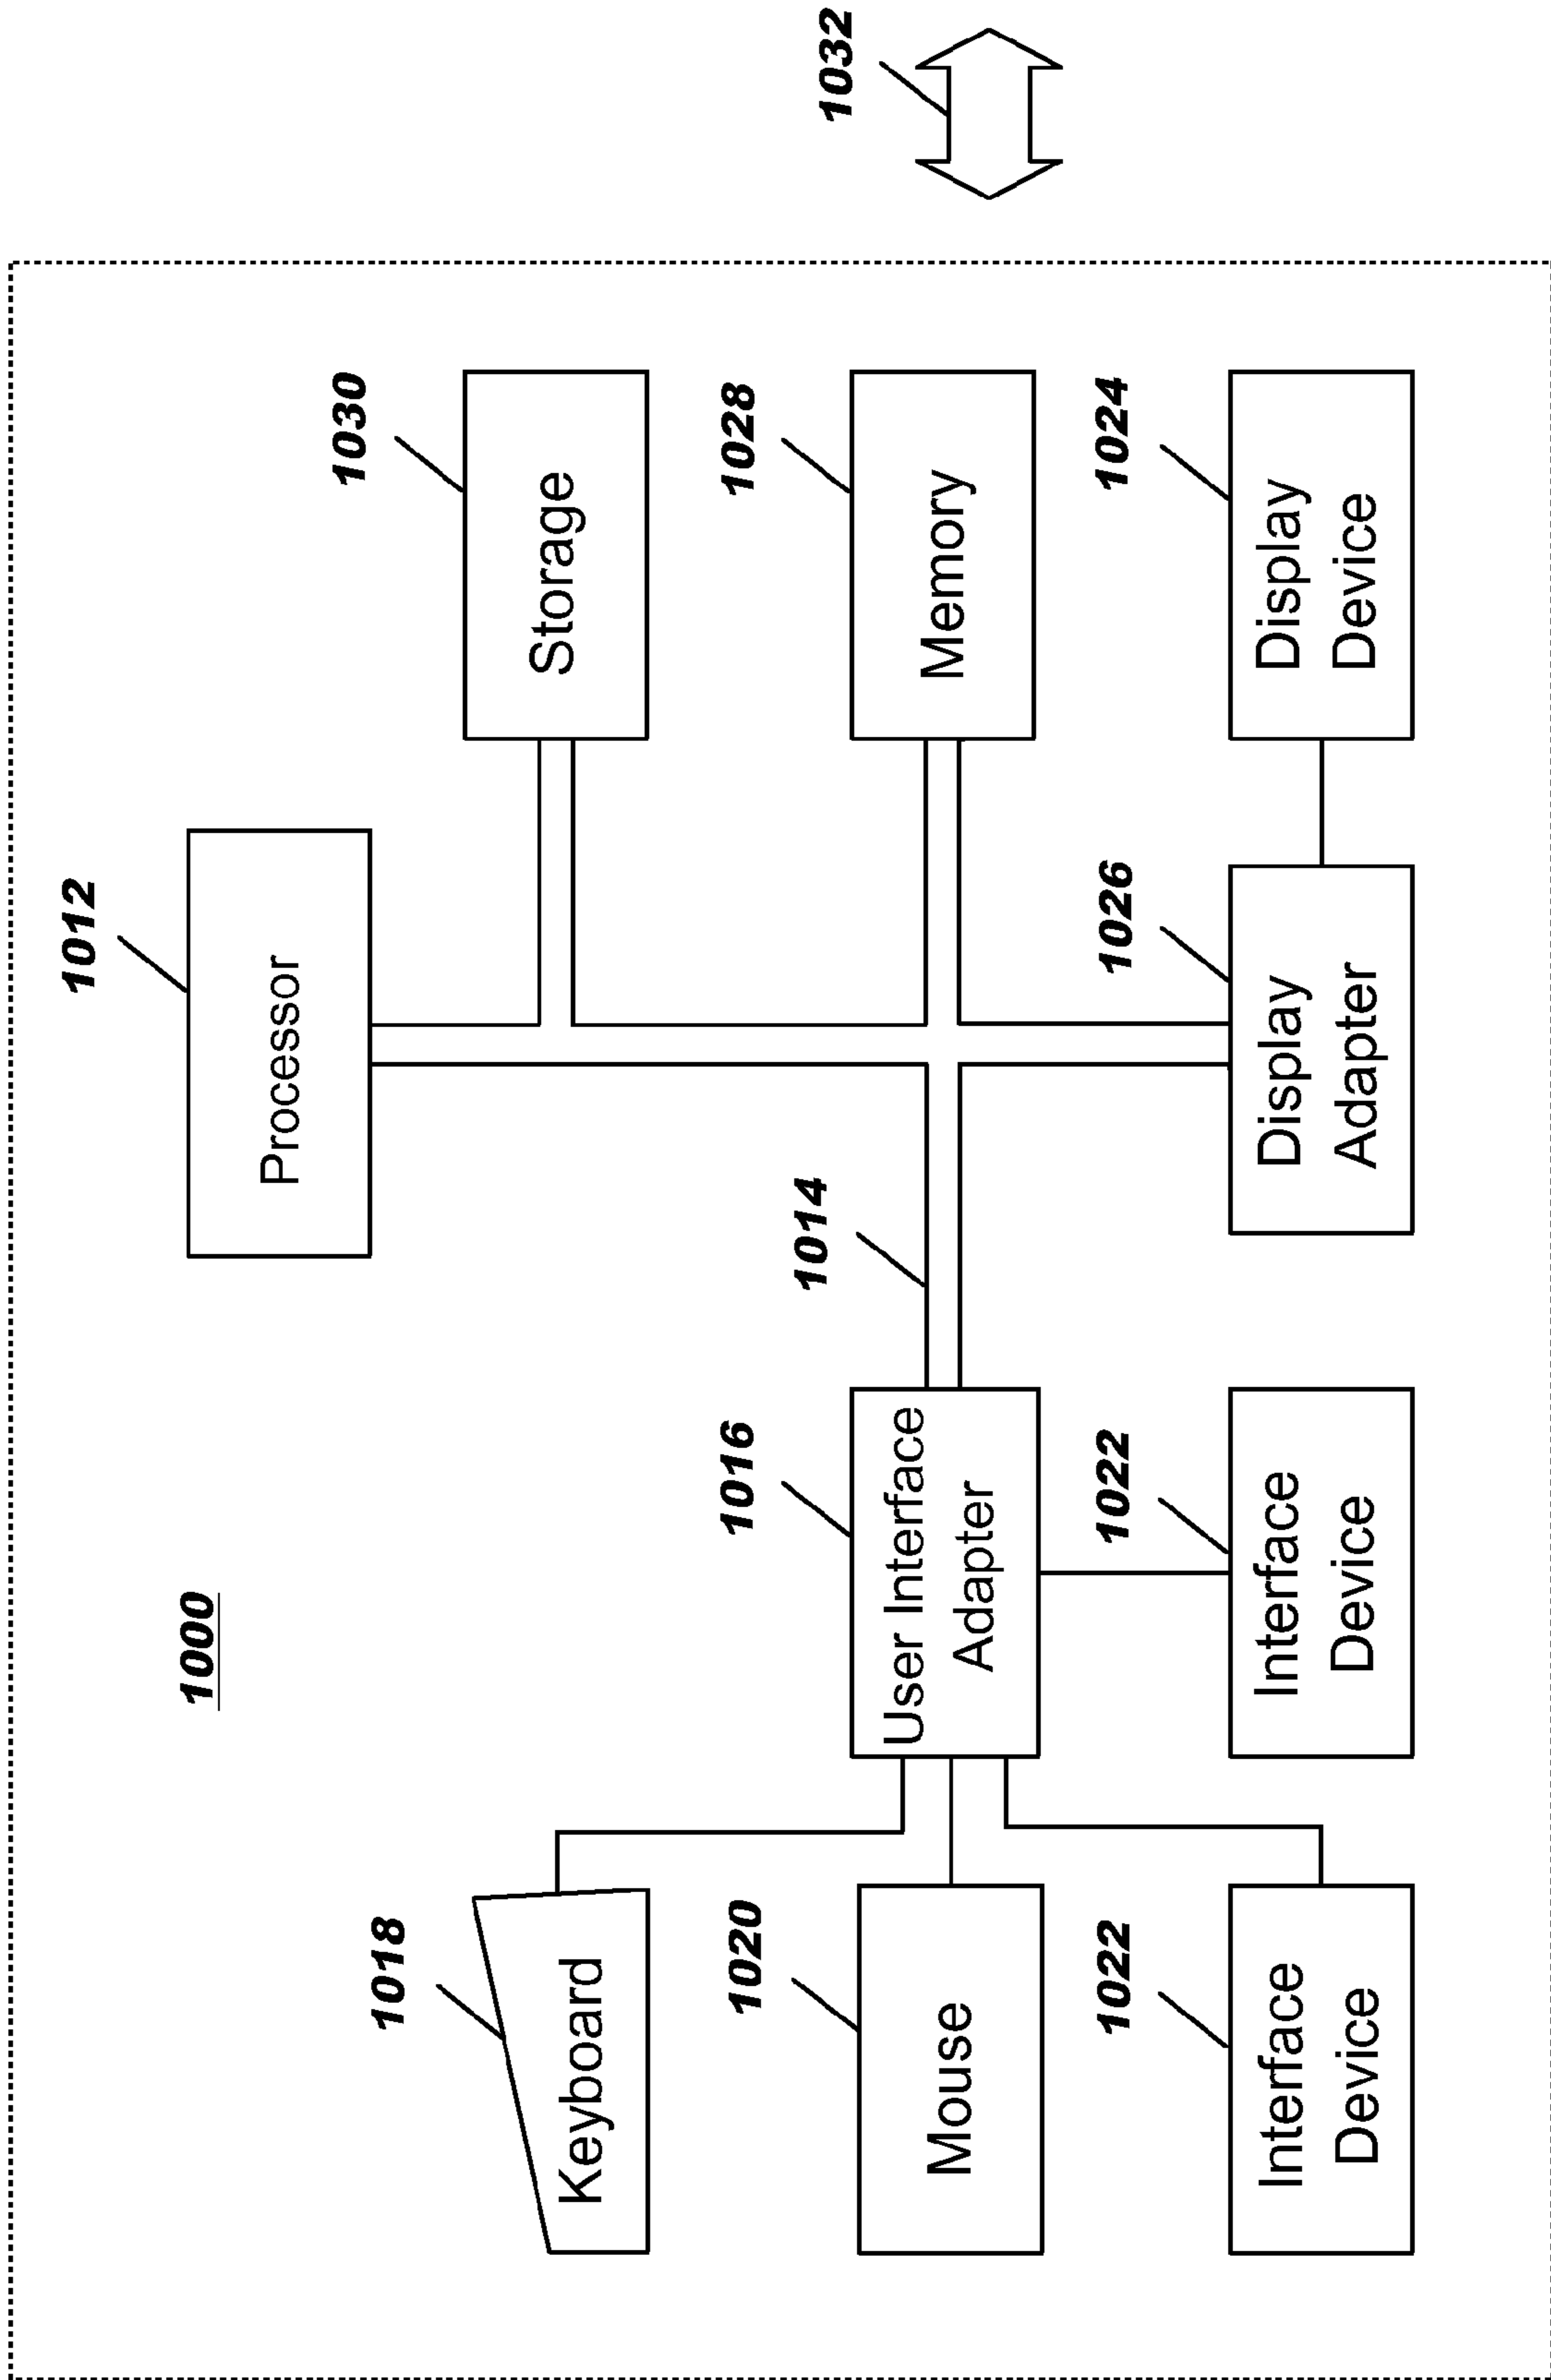 1000
1012
Processor
1030
Storage
1018
Keyboard
1016
User Interface
Adapter
1014
1028
Memory
1032
1020
Mouse
1022
Interface
Device
1022
Interface
Device
1026
Display
Adapter
1024
Display
Device